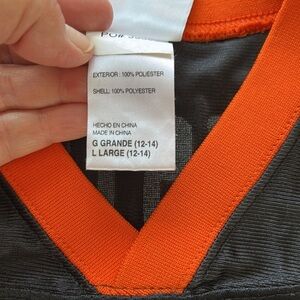 EXTERIOR: 100% POLIESTER
SHELL: 100% POLYESTER
HECHO EN CHINA
MADE IN CHINA
G GRANDE (12-14)
L LARGE (12-14)